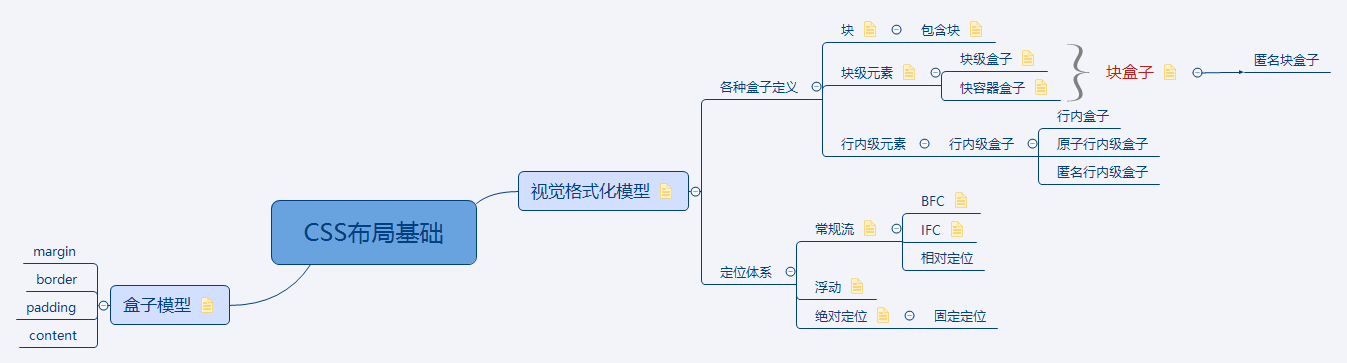 CSS布局基础
盒子模型
margin
border
padding
content
视觉格式化模型
各种盒子定义
块
包含块
块级元素
块级盒子
快容器盒子
块盒子
匿名块盒子
行内级元素
行内级盒子
行内盒子
原子行内级盒子
匿名行内级盒子
定位体系
常规流
BFC
IFC
相对定位
浮动
绝对定位
固定定位